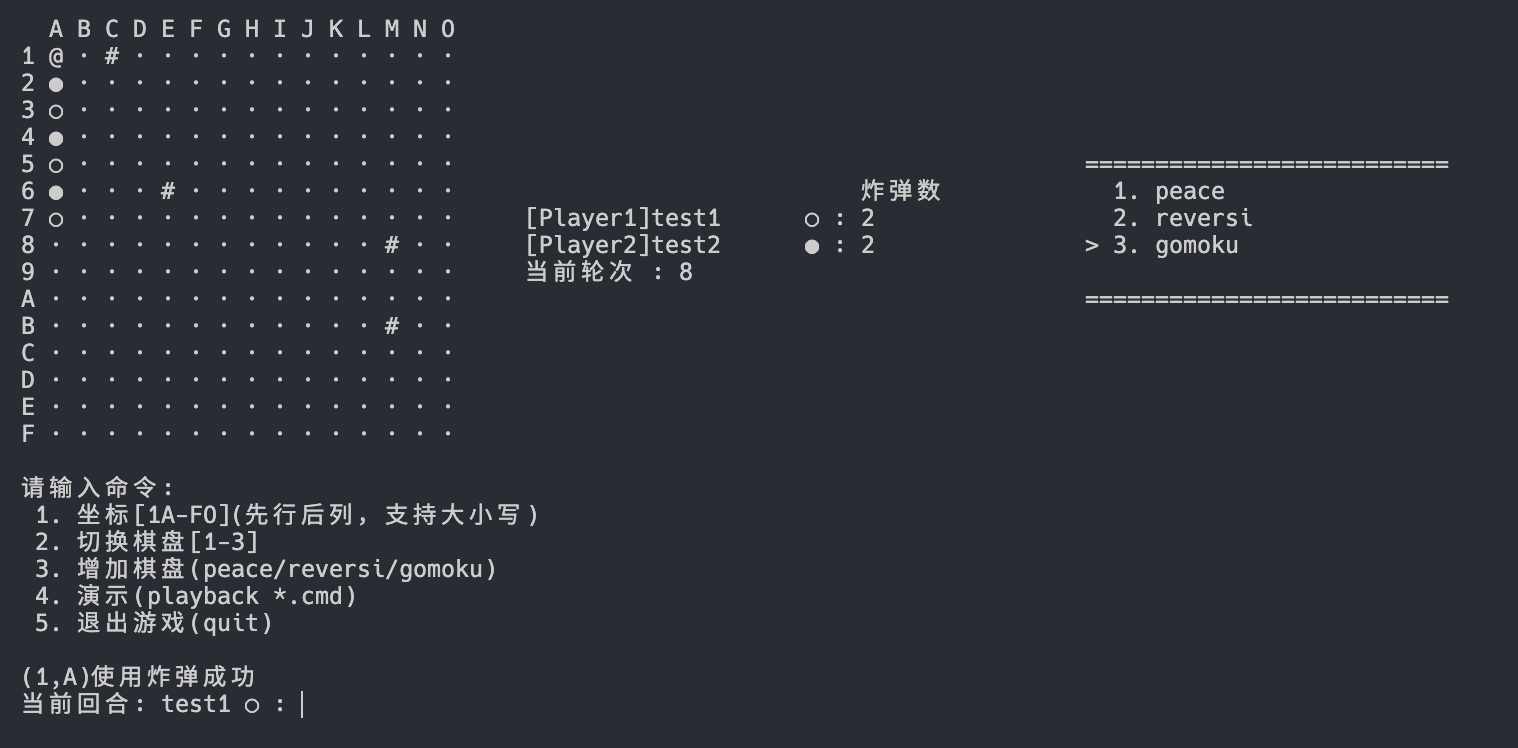 A B C D E F G H I J K L M N O
1 @ · # · · · · · · · · · · · ·
2 ● · · · · · · · · · · · · · ·
3 ○ · · · · · · · · · · · · · ·
4 ● · · · · · · · · · · · · · ·
5 ○ · · · · · · · · · · · · · ·    ==========================
6 ● · · · # · · · · · · · · · ·    炸弹数    1. peace
7 ○ · · · · · · · · · · · · · ·    [Player1]test1    ○ : 2    2. reversi
8 · · · · · · · · · · · · # · ·    [Player2]test2    ● : 2    > 3. gomoku
9 · · · · · · · · · · · · · · ·    当前轮次 : 8
A · · · · · · · · · · · · · · ·    ==========================
B · · · · · · · · · · · · # · ·
C · · · · · · · · · · · · · · ·
D · · · · · · · · · · · · · · ·
E · · · · · · · · · · · · · · ·
F · · · · · · · · · · · · · · ·
请输入命令:
1. 坐标[1A-FO](先行后列, 支持大小写)
2. 切换棋盘[1-3]
3. 增加棋盘(peace/reversi/gomoku)
4. 演示(playback *.cmd)
5. 退出游戏(quit)
(1,A)使用炸弹成功
当前回合: test1 ○ :